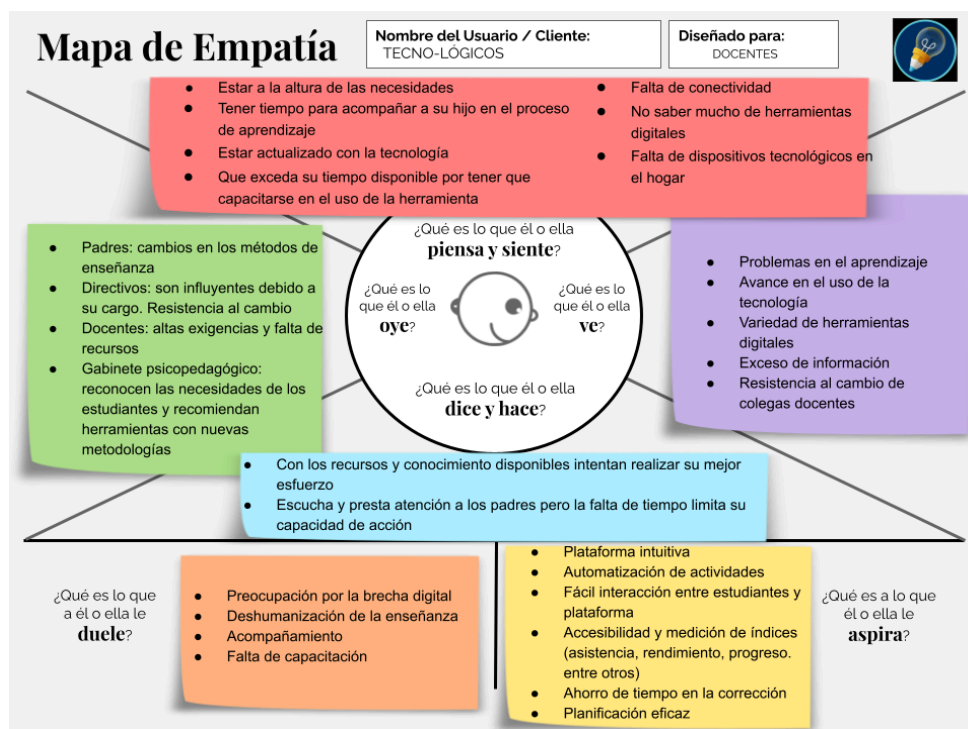 Mapa de Empatía
Nombre del Usuario / Cliente:
TECNO-LÓGICOS
Diseñado para:
DOCENTES
● Estar a la altura de las necesidades
● Tener tiempo para acompañar a su hijo en el proceso
de aprendizaje
● Estar actualizado con la tecnología
● Que exceda su tiempo disponible por tener que
capacitarse en el uso de la herramienta
● Falta de conectividad
● No saber mucho de herramientas
digitales
● Falta de dispositivos tecnológicos en
el hogar
● Padres: cambios en los métodos de
enseñanza
● Directivos: son influyentes debido a
su cargo. Resistencia al cambio
● Docentes: altas exigencias y falta de
recursos
● Gabinete psicopedagógico:
reconocen las necesidades de los
estudiantes y recomiendan
herramientas con nuevas
metodologías
¿Qué es lo que él o ella
piensa y siente?
¿Qué es lo
que él o ella
oye?
¿Qué es lo
que él o ella
ve?
¿Qué es lo que él o ella
dice y hace?
● Problemas en el aprendizaje
● Avance en el uso de la
tecnología
● Variedad de herramientas
digitales
● Exceso de información
● Resistencia al cambio de
colegas docentes
● Con los recursos y conocimiento disponibles intentan realizar su mejor
esfuerzo
● Escucha y presta atención a los padres pero la falta de tiempo limita su
capacidad de acción
¿Qué es lo que
a él o ella le
duele?
● Preocupación por la brecha digital
● Deshumanización de la enseñanza
● Acompañamiento
● Falta de capacitación
● Plataforma intuitiva
● Automatización de actividades
● Fácil interacción entre estudiantes y
plataforma
● Accesibilidad y medición de índices
(asistencia, rendimiento, progreso.
entre otros)
● Ahorro de tiempo en la corrección
● Planificación eficaz
¿Qué es a lo que
él o ella le
aspira?